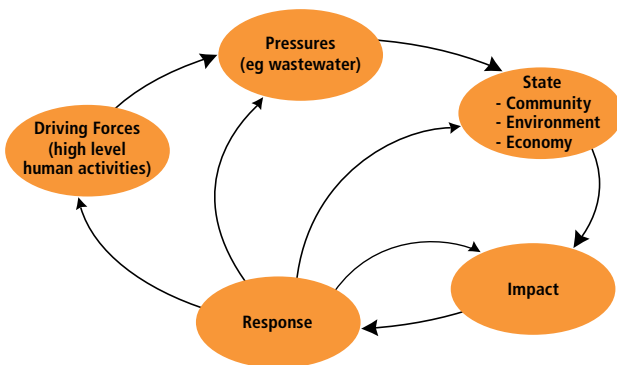 Pressures
(eg wastewater)
State
- Community
- Environment
- Economy
Driving Forces
(high level
human activities)
Impact
Response